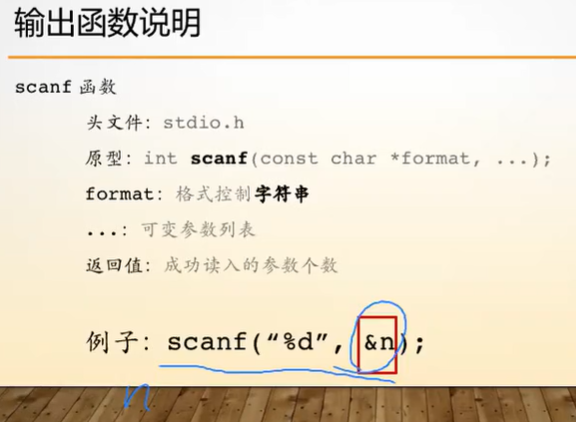 输出函数说明
scanf 函数
头文件: stdio.h
原型: int scanf(const char *format, ...);
format: 格式控制字符串
...: 可变参数列表
返回值: 成功读入的参数个数
例子: scanf(“%d”, &n);
n